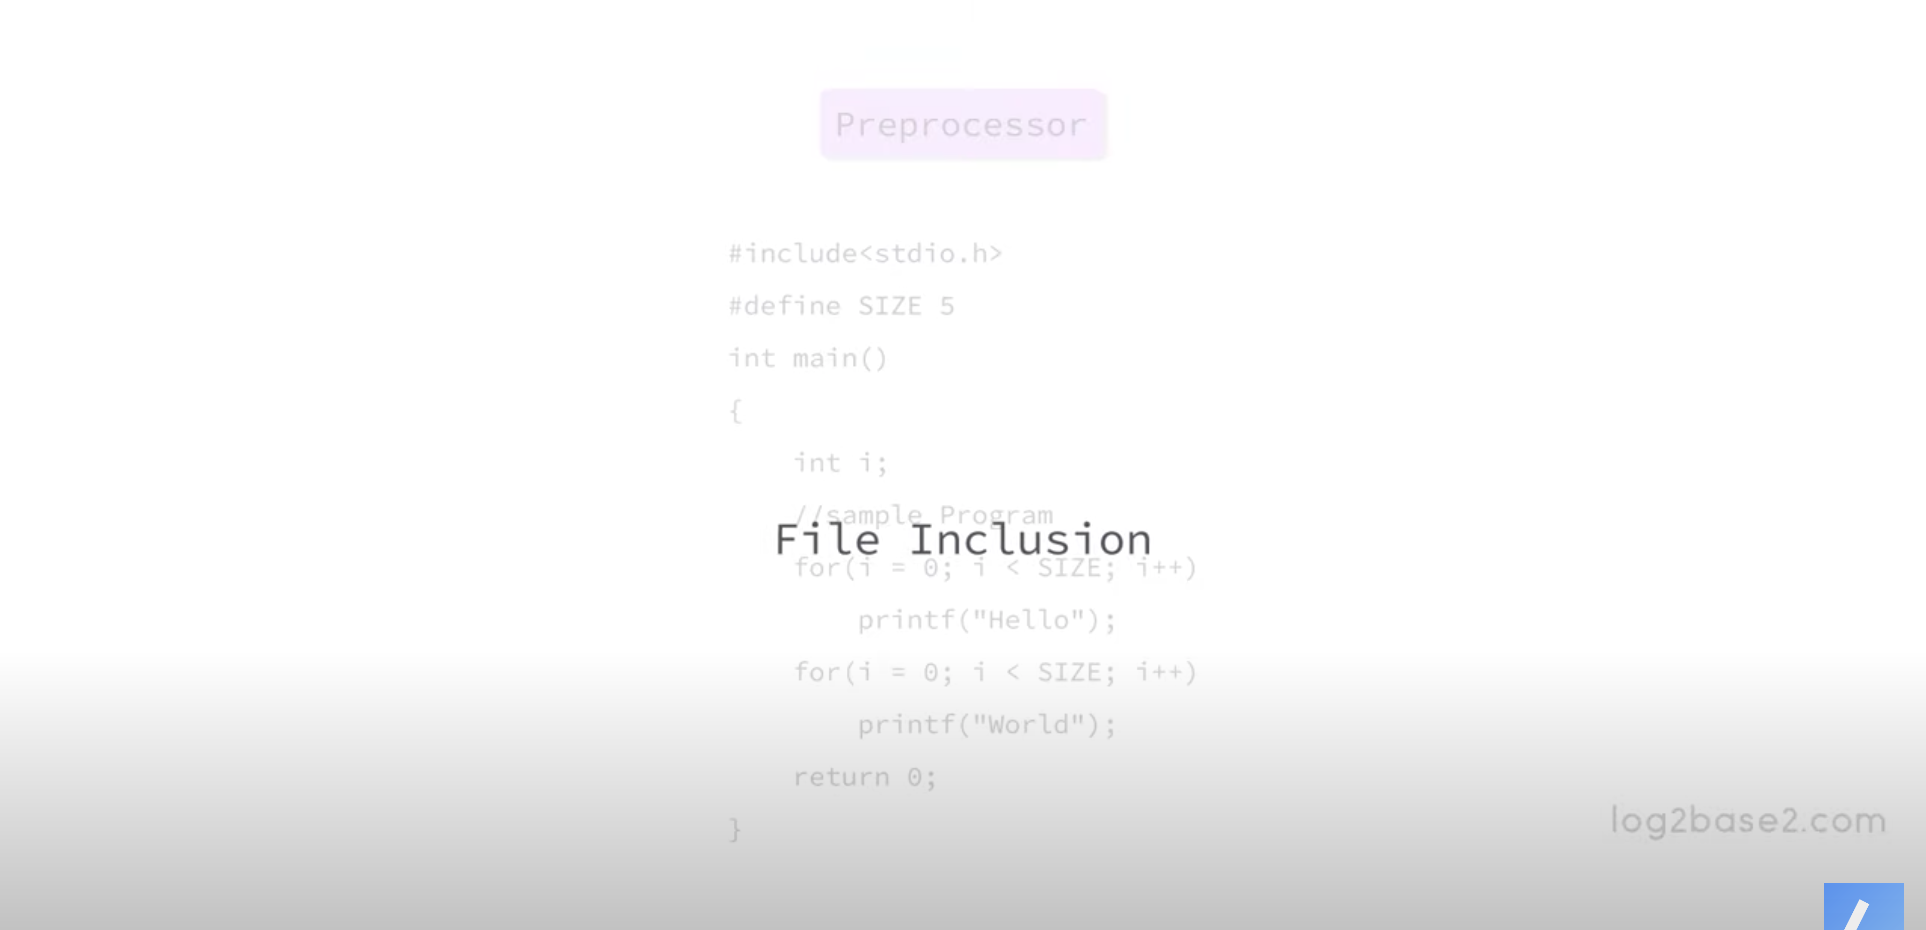 Preprocessor
#include<stdio.h>
#define SIZE 5
int main()
{
int i;
//sample Program
File Inclusion
for(i = 0; i < SIZE; i++)
printf("Hello");
for(i = 0; i < SIZE; i++)
printf("World");
return 0;
}
log2base2.com